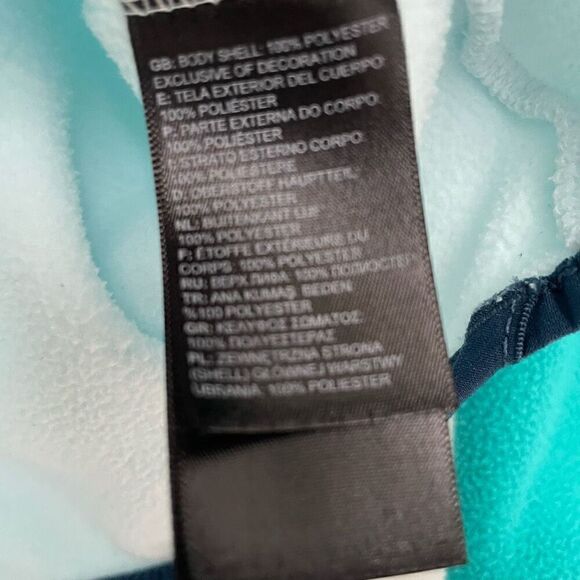 GB: BODY SHELL: 100% POLYESTER
EXCLUSIVE OF DECORATION
E: TELA EXTERIOR DEL CUERPO
100% POLIÉSTER
P: PARTE EXTERNA DO CORPO:
100% POLIÉSTER
STRATO ESTERNO CORPO:
100% POLIESTERE
D: OBERSTOFF HAUPTTEIL
100% POLYESTER
NL: BUITENKANT LIJF
100% POLYESTER
F: ÉTOFFE EXTÉRIEURE DU
CORPS, 100% POLYESTER
RU: ВЕРХ ЛИФА, 100% ПОЛИЭСТЕР
TR: ANA KUMAŞ BEDEN
%100 POLYESTER
GR: ΚΕΛΥΦΟΣ ΣΩΜΑΤΟΣ
100% ΠΟΛΥΕΣΤΕΡ
PL: ZEWNĘTRZNA STRONA
(SHELL) GŁÓWNEJ WARSTWY
UBRANIA: 100% POLYESTER